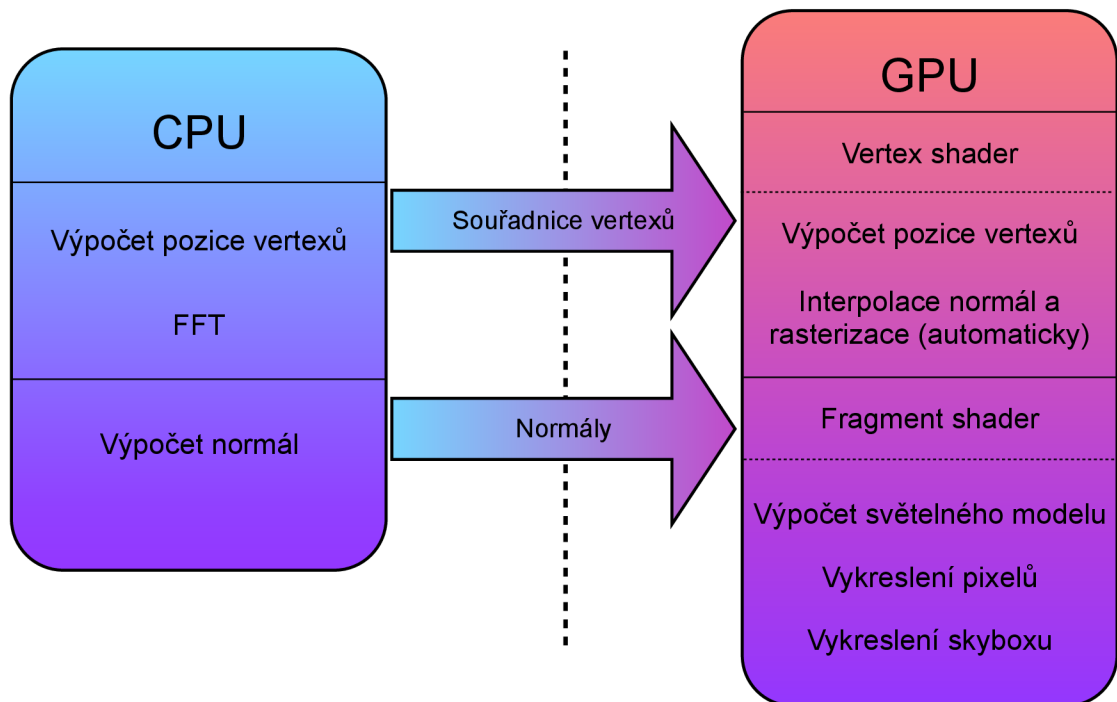 CPU
Výpočet pozice vertexů
FFT
Výpočet normál
Souřadnice vertexů
Normály
GPU
Vertex shader
Výpočet pozice vertexů
Interpolace normál a
rasterizace (automaticky)
Fragment shader
Výpočet světelného modelu
Vykreslení pixelů
Vykreslení skyboxu